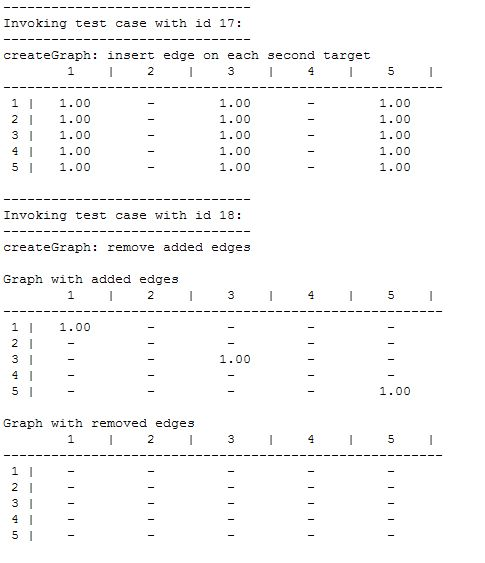 -------------------------------
Invoking test case with id 17:
-------------------------------
createGraph: insert edge on each second target
        1    |    2    |    3    |    4    |    5    |
-------------------------------------------------------
 1 |   1.00       -        1.00       -        1.00
 2 |   1.00       -        1.00       -        1.00
 3 |   1.00       -        1.00       -        1.00
 4 |   1.00       -        1.00       -        1.00
 5 |   1.00       -        1.00       -        1.00
-------------------------------
Invoking test case with id 18:
-------------------------------
createGraph: remove added edges
Graph with added edges
        1    |    2    |    3    |    4    |    5    |
-------------------------------------------------------
 1 |   1.00       -         -         -         -
 2 |    -         -         -         -         -
 3 |    -         -        1.00       -         -
 4 |    -         -         -         -         -
 5 |    -         -         -         -        1.00
Graph with removed edges
        1    |    2    |    3    |    4    |    5    |
-------------------------------------------------------
 1 |    -         -         -         -         -
 2 |    -         -         -         -         -
 3 |    -         -         -         -         -
 4 |    -         -         -         -         -
 5 |    -         -         -         -         -